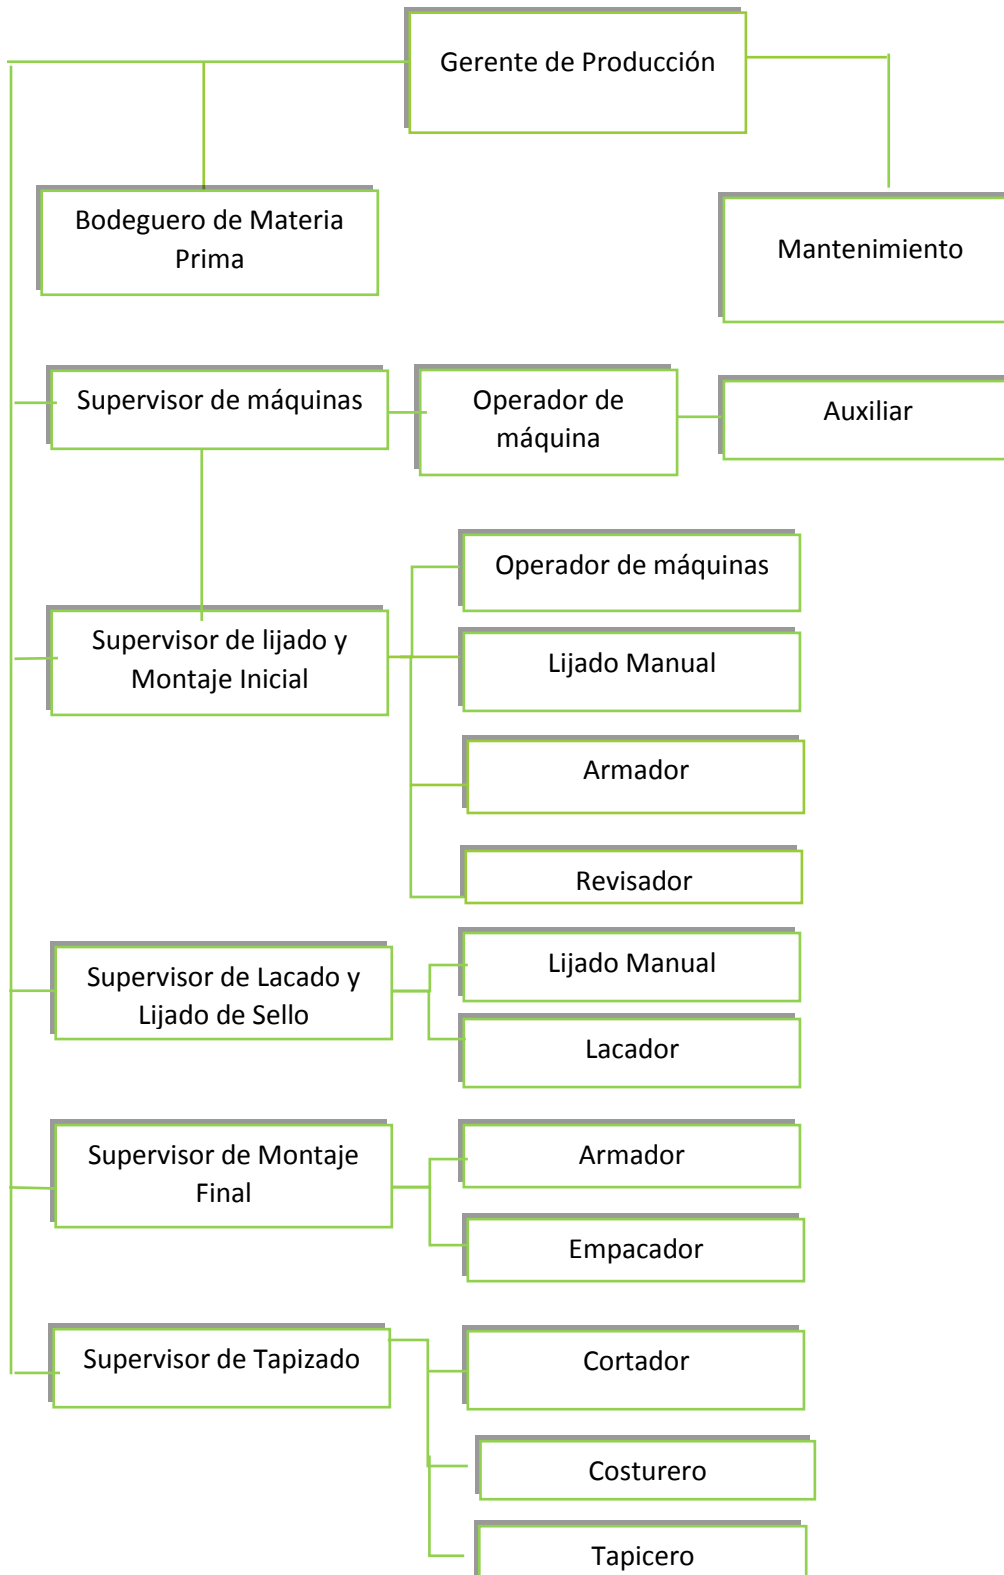 Gerente de Producción
Bodeguero de Materia
Prima
Mantenimiento
Supervisor de máquinas
Operador de
máquina
Auxiliar
Operador de máquinas
Supervisor de lijado y
Montaje Inicial
Lijado Manual
Armador
Revisador
Supervisor de Lacado y
Lijado de Sello
Lijado Manual
Lacador
Supervisor de Montaje
Final
Armador
Empacador
Supervisor de Tapizado
Cortador
Costurero
Tapicero